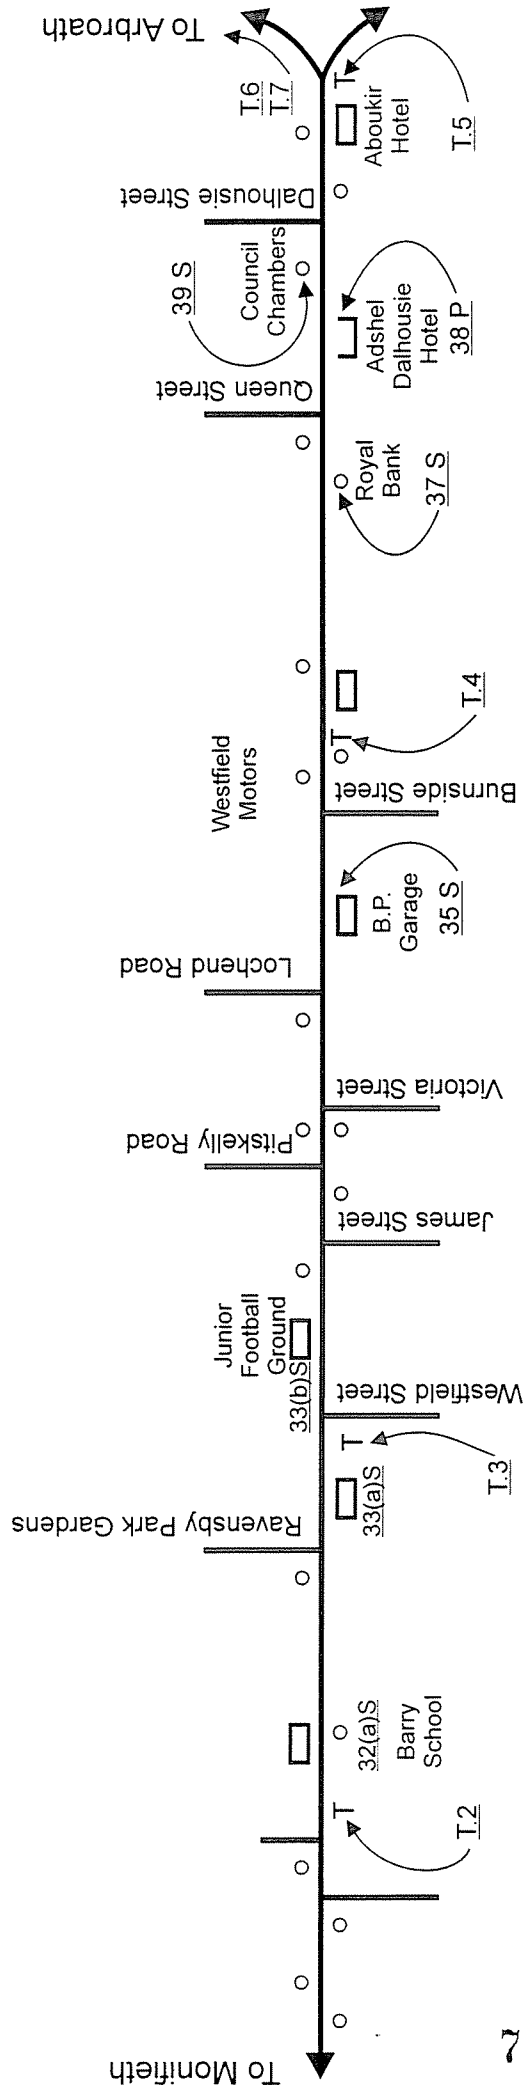 To Monifieth
T.2
32(a)S
Barry
School
Ravensby Park Gardens
33(a)S
T.3
Westfield Street
Junior
Football
Ground
33(b)S
James Street
Pitskelly Road
Victoria Street
Lochend Road
B.P.
Garage
35 S
Burnside Street
Westfield
Motors
T
T.4
Royal
Bank
37 S
Queen Street
39 S
Council
Chambers
Adshel
Dalhousie
Hotel
38 P
Dalhousie Street
Aboukir
Hotel
T
T.5
T.6
T.7
To Arbroath
T
T
7